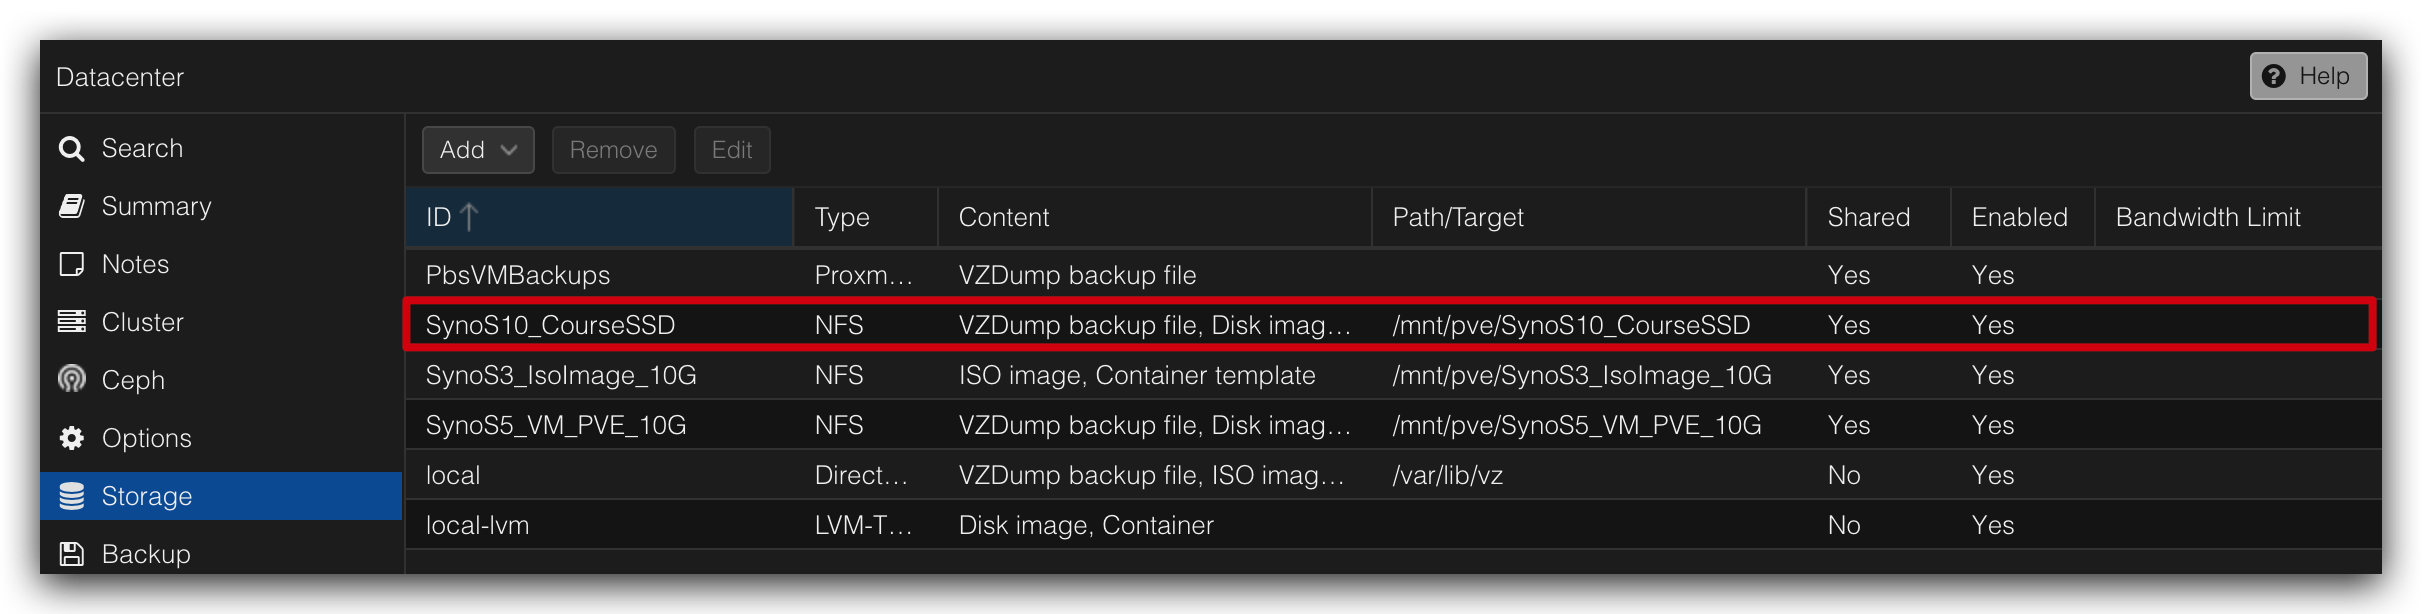 Datacenter
Help
Search
Summary
Notes
Cluster
Ceph
Options
Storage
Backup
Add Remove Edit
ID Type Content Path/Target Shared Enabled Bandwidth Limit
PbsVMBackups Proxm... VZDump backup file Yes Yes
SynoS10_CourseSSD NFS VZDump backup file, Disk imag... /mnt/pve/SynoS10_CourseSSD Yes Yes
SynoS3_IsoImage_10G NFS ISO image, Container template /mnt/pve/SynoS3_IsoImage_10G Yes Yes
SynoS5_VM_PVE_10G NFS VZDump backup file, Disk imag... /mnt/pve/SynoS5_VM_PVE_10G Yes Yes
local Direct... VZDump backup file, ISO imag... /var/lib/vz No Yes
local-lvm LVM-T... Disk image, Container No Yes